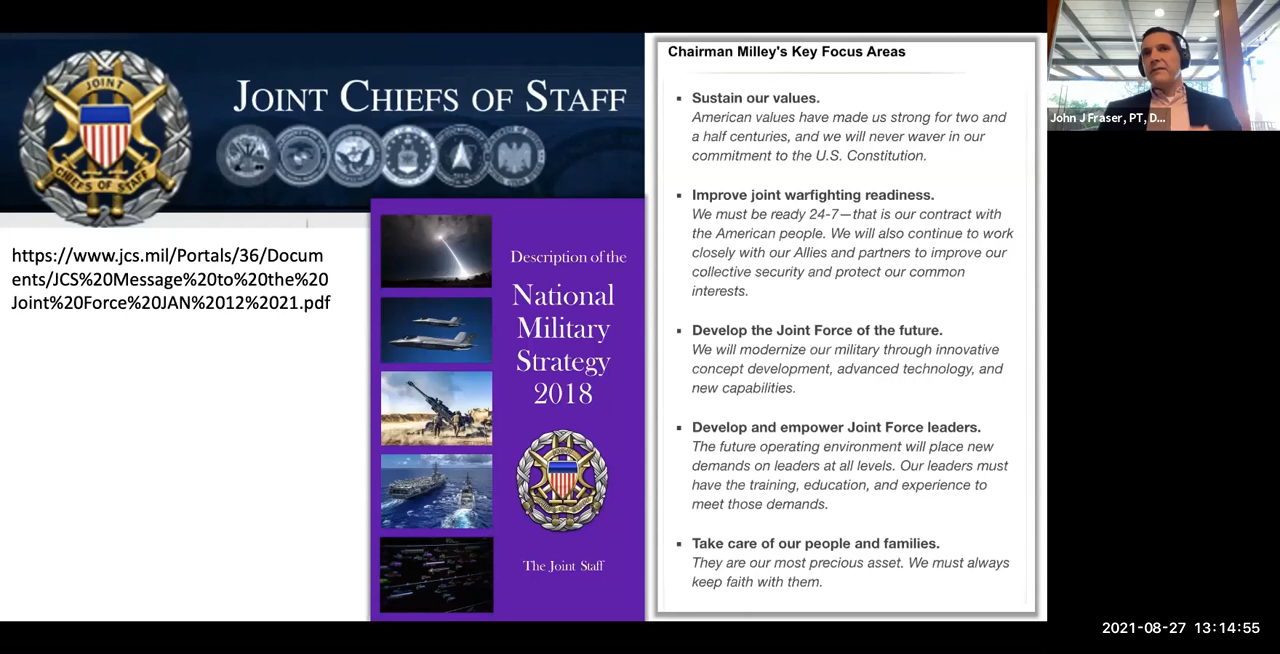 JOINT
CHIEFS OF STAFF
JOINT CHIEFS OF STAFF
https://www.jcs.mil/Portals/36/Docum
ents/JCS%20Message%20to%20the%20
Joint%20Force%20JAN%2012%2021.pdf
Description of the
National
Military
Strategy
2018
The Joint Staff
Chairman Milley's Key Focus Areas
▪ Sustain our values.
American values have made us strong for two and
a half centuries, and we will never waver in our
commitment to the U.S. Constitution.
▪ Improve joint warfighting readiness.
We must be ready 24-7—that is our contract with
the American people. We will also continue to work
closely with our Allies and partners to improve our
collective security and protect our common
interests.
▪ Develop the Joint Force of the future.
We will modernize our military through innovative
concept development, advanced technology, and
new capabilities.
▪ Develop and empower Joint Force leaders.
The future operating environment will place new
demands on leaders at all levels. Our leaders must
have the training, education, and experience to
meet those demands.
▪ Take care of our people and families.
They are our most precious asset. We must always
keep faith with them.
John J Fraser, PT, D...
2021-08-27 13:14:55